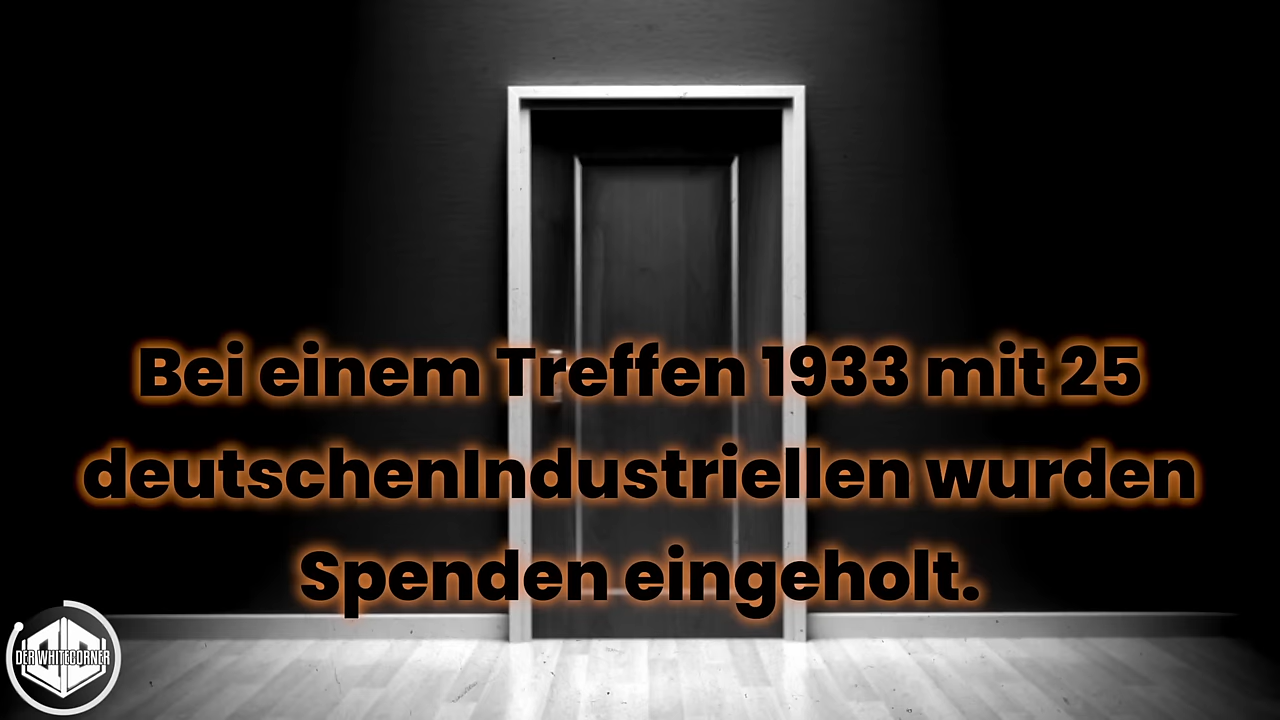 Bei einem Treffen 1933 mit 25
deutschenIndustriellen wurden
Spenden eingeholt.
DER WHITECORNER